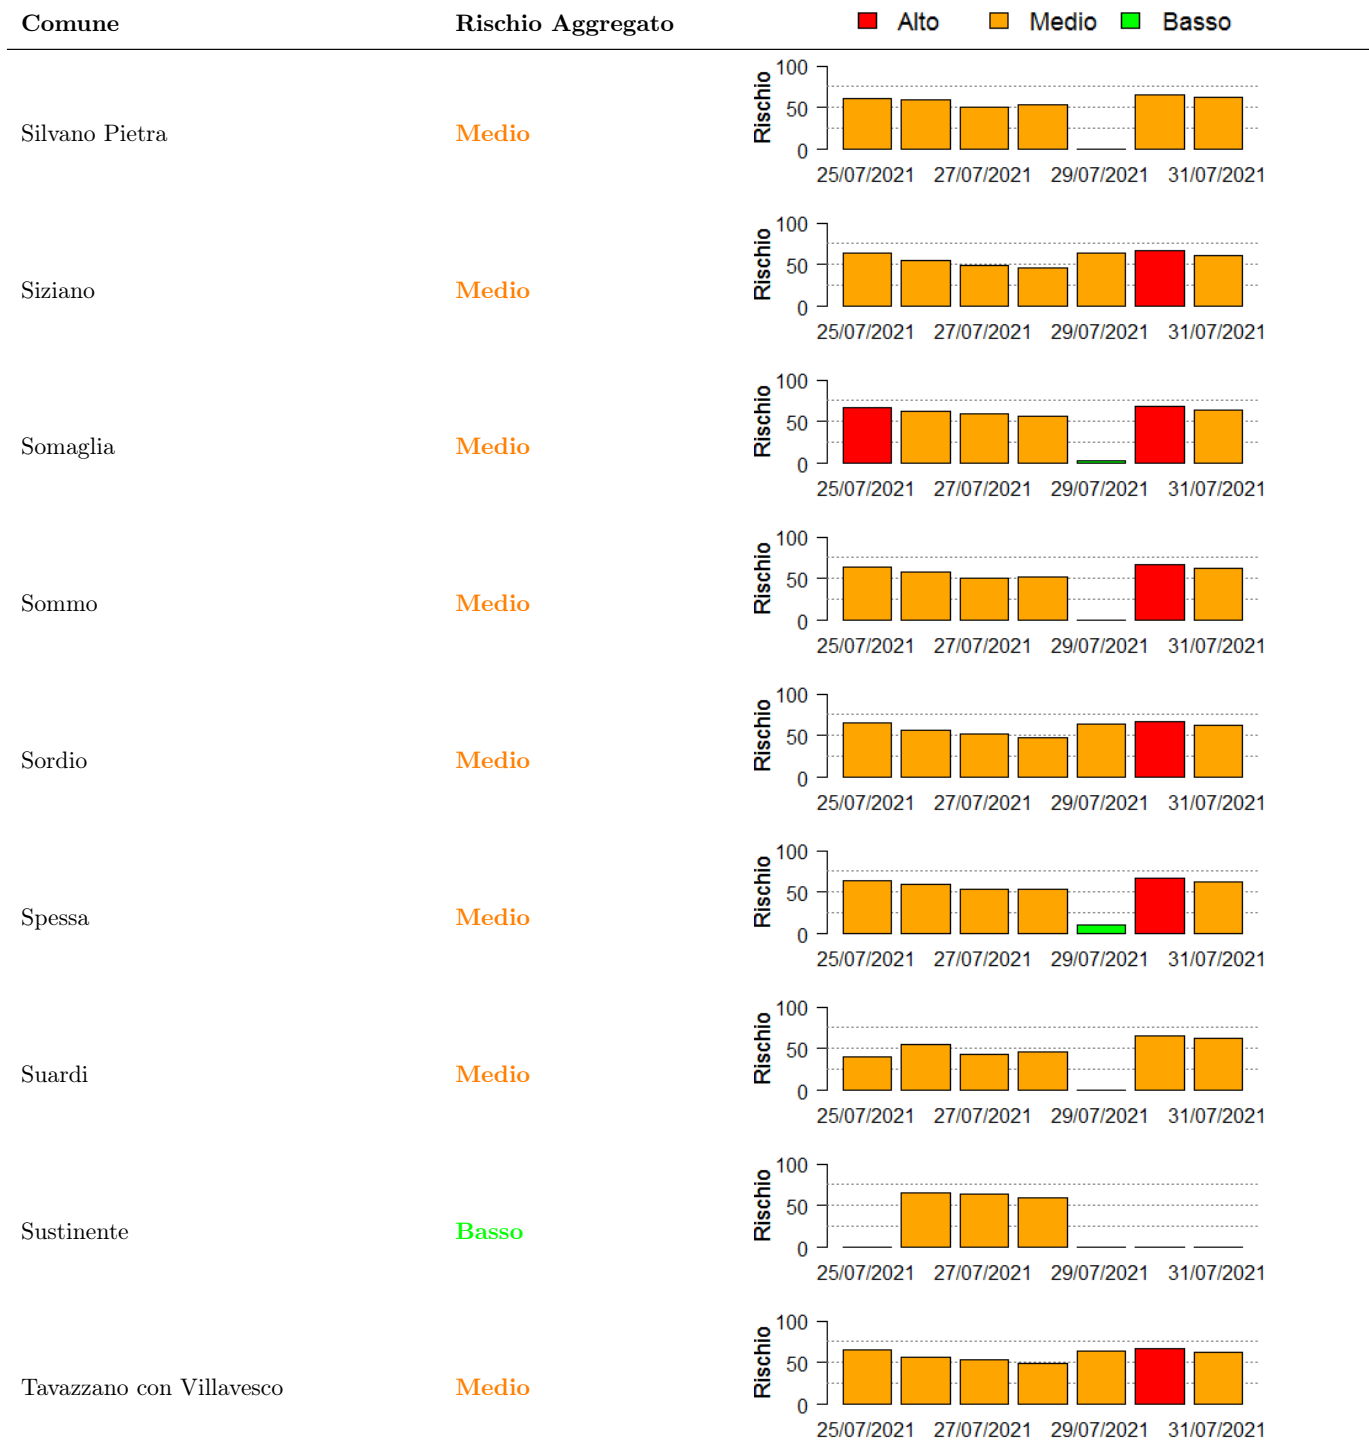 Comune Rischio Aggregato Alto Medio Basso
100
50
0
Rischio
Silvano Pietra Medio
25/07/2021 27/07/2021 29/07/2021 31/07/2021
100
50
0
Rischio
Siziano Medio
25/07/2021 27/07/2021 29/07/2021 31/07/2021
100
50
0
Rischio
Somaglia Medio
25/07/2021 27/07/2021 29/07/2021 31/07/2021
100
50
0
Rischio
Sommo Medio
25/07/2021 27/07/2021 29/07/2021 31/07/2021
100
50
0
Rischio
Sordio Medio
25/07/2021 27/07/2021 29/07/2021 31/07/2021
100
50
0
Rischio
Spessa Medio
25/07/2021 27/07/2021 29/07/2021 31/07/2021
100
50
0
Rischio
Suardi Medio
25/07/2021 27/07/2021 29/07/2021 31/07/2021
100
50
0
Rischio
Sustinente Basso
25/07/2021 27/07/2021 29/07/2021 31/07/2021
100
50
0
Rischio
Tavazzano con Villavesco Medio
25/07/2021 27/07/2021 29/07/2021 31/07/2021